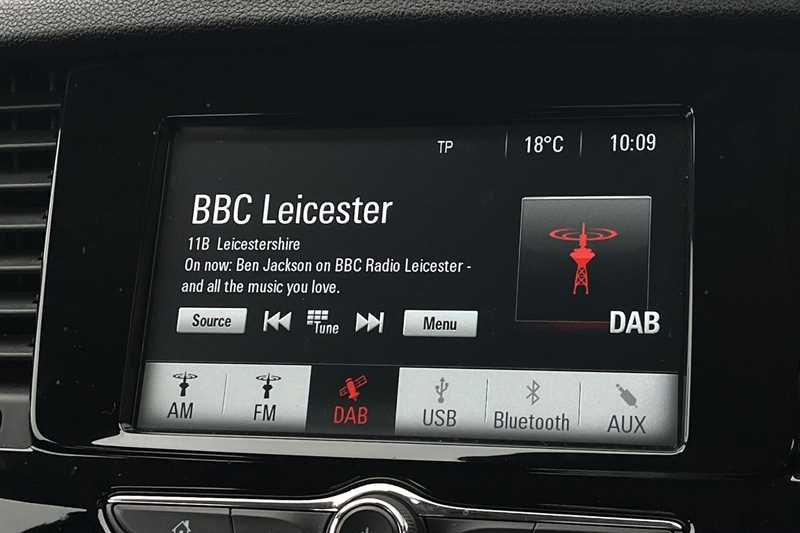 TP 18°C 10:09
BBC Leicester
11B Leicestershire
On now: Ben Jackson on BBC Radio Leicester -
and all the music you love.
Source Tune Menu
DAB
AM FM DAB USB Bluetooth AUX